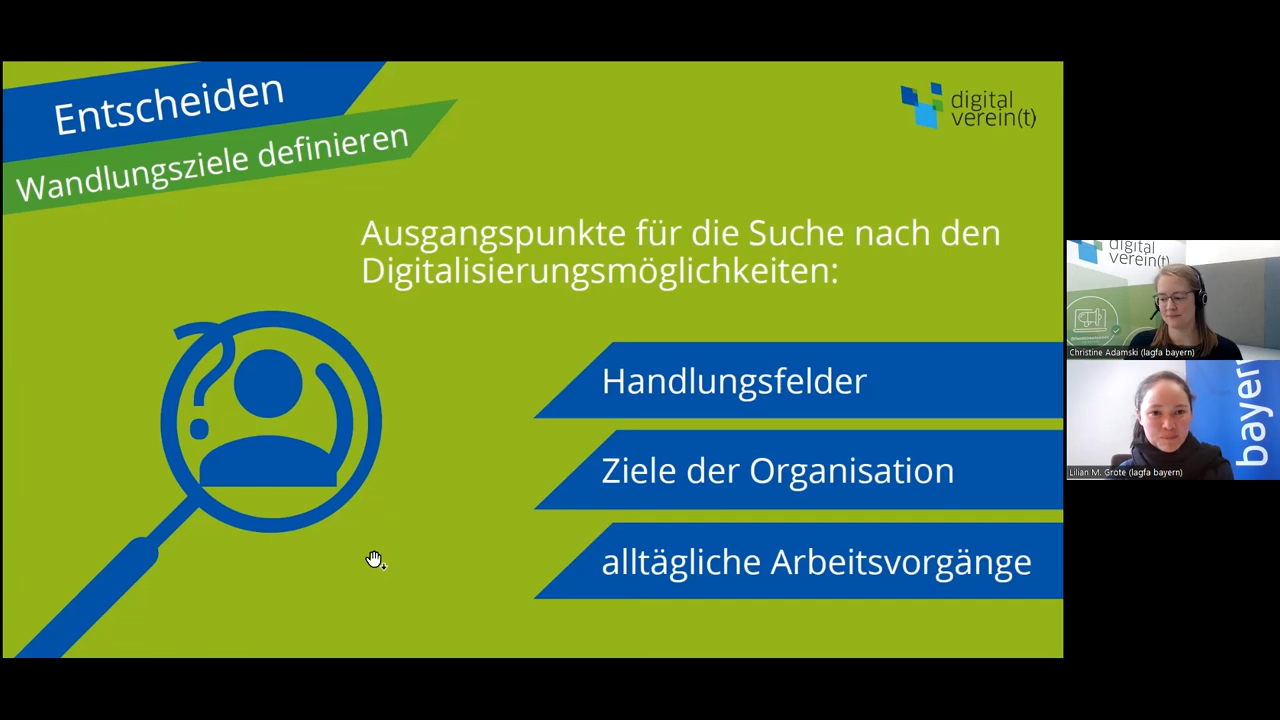 Entscheiden
Wandlungsziele definieren
digital
verein(t)
Ausgangspunkte für die Suche nach den
Digitalisierungsmöglichkeiten:
Handlungsfelder
Ziele der Organisation
alltägliche Arbeitsvorgänge
digital
verein(t)
Christine Adamski (lagfa bayern)
bayern
Lilian M. Grote (lagfa bayern)